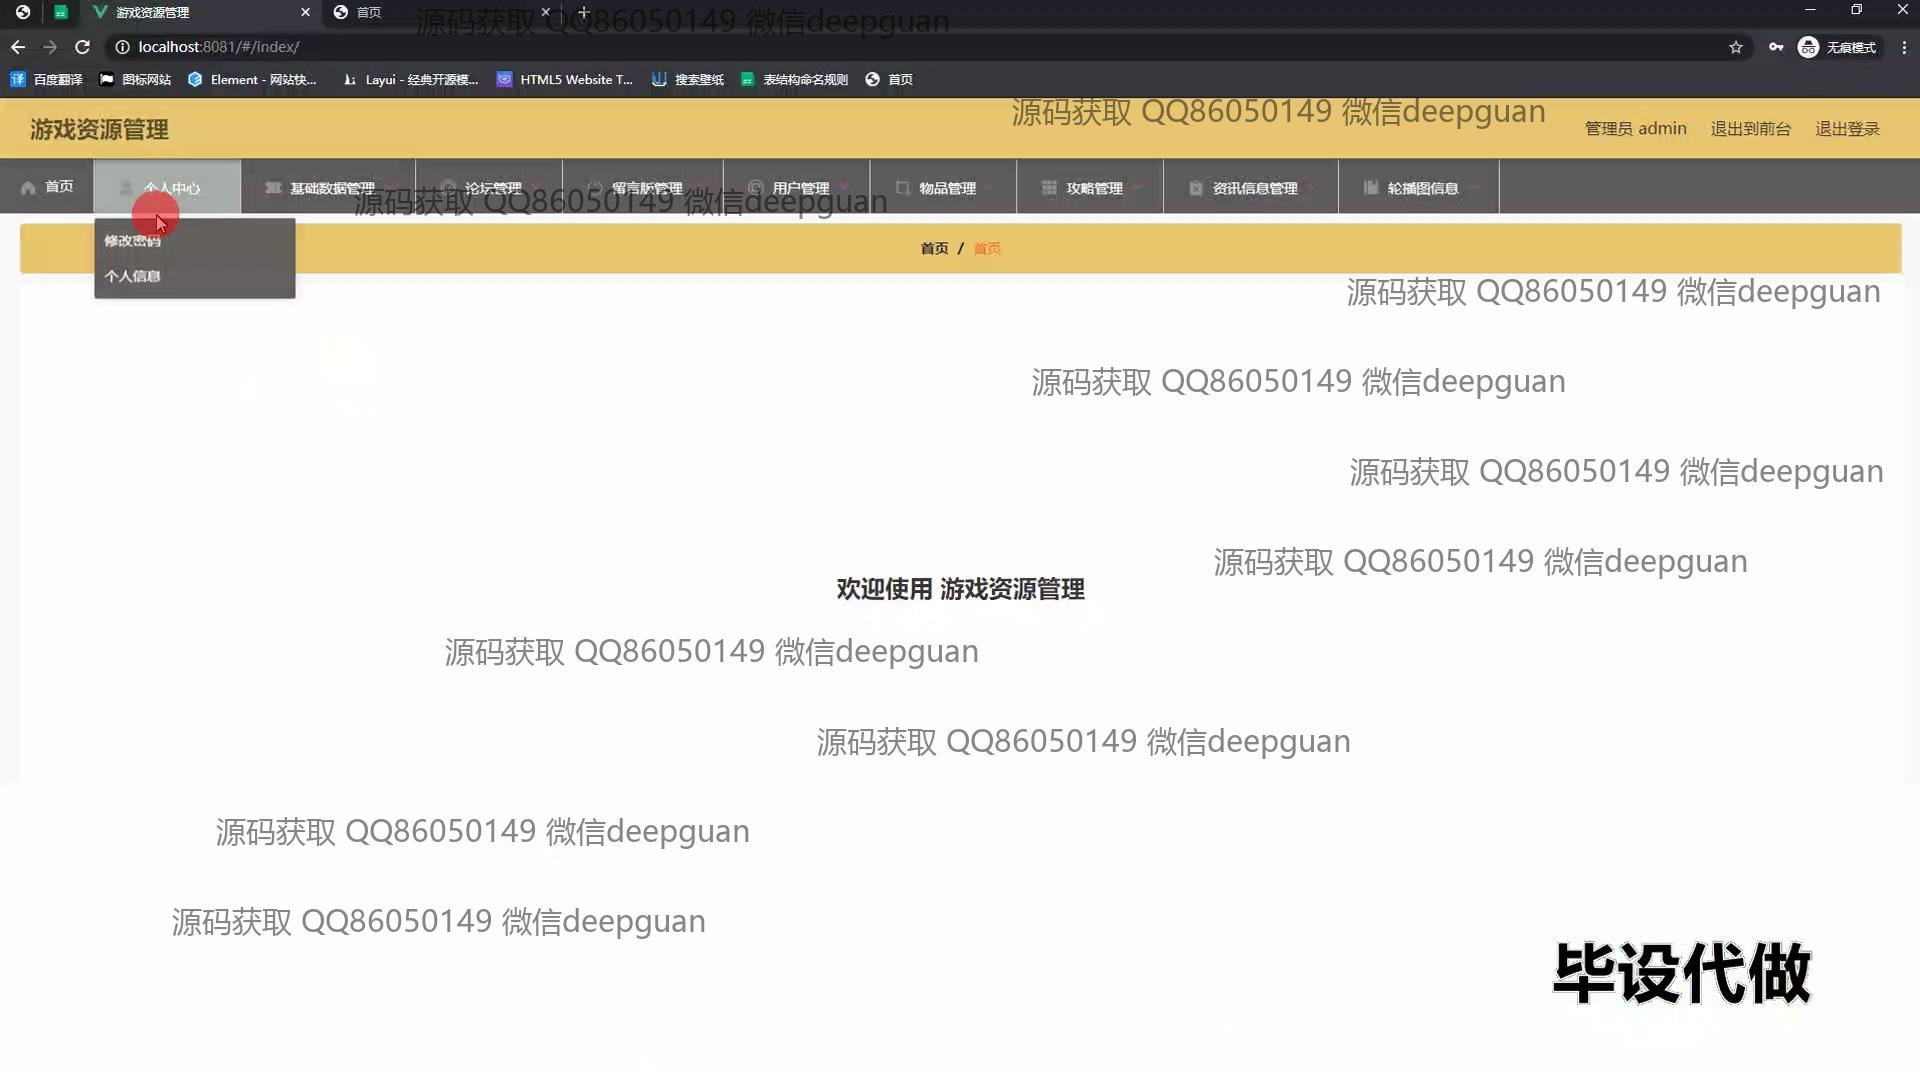 游戏资源管理
首页
源码获取 QQ86050149 微信deepguan
localhost:8081/#/index/
无痕模式
百度翻译
图标网站
Element - 网站快...
Layui - 经典开源模...
HTML5 Website T...
搜索壁纸
表结构命名规则
首页
源码获取 QQ86050149 微信deepguan
游戏资源管理
管理员 admin
退出到前台
退出登录
首页
个人中心
基础数据管理
论坛管理
留言版管理
用户管理
物品管理
攻略管理
资讯信息管理
轮播图信息
源码获取 QQ86050149 微信deepguan
修改密码
个人信息
首页 / 首页
源码获取 QQ86050149 微信deepguan
源码获取 QQ86050149 微信deepguan
源码获取 QQ86050149 微信deepguan
源码获取 QQ86050149 微信deepguan
欢迎使用 游戏资源管理
源码获取 QQ86050149 微信deepguan
源码获取 QQ86050149 微信deepguan
源码获取 QQ86050149 微信deepguan
源码获取 QQ86050149 微信deepguan
毕设代做